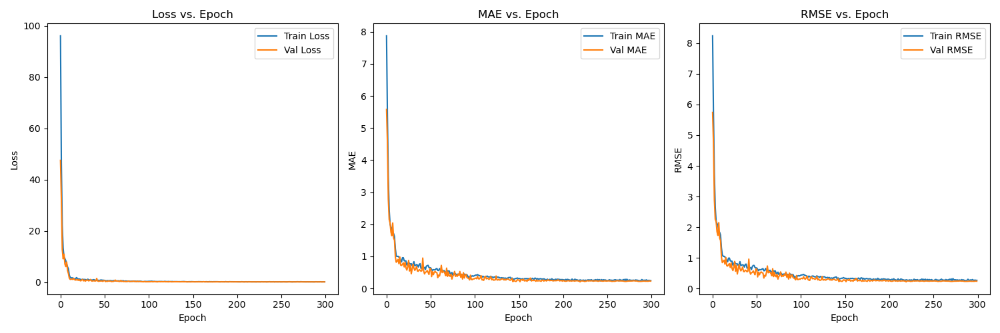 Loss vs. Epoch
100
80
60
40
20
0
Loss
Train Loss
Val Loss
0 50 100 150 200 250 300
Epoch
MAE vs. Epoch
8
7
6
5
4
3
2
1
0
MAE
Train MAE
Val MAE
0 50 100 150 200 250 300
Epoch
RMSE vs. Epoch
8
7
6
5
4
3
2
1
0
RMSE
Train RMSE
Val RMSE
0 50 100 150 200 250 300
Epoch